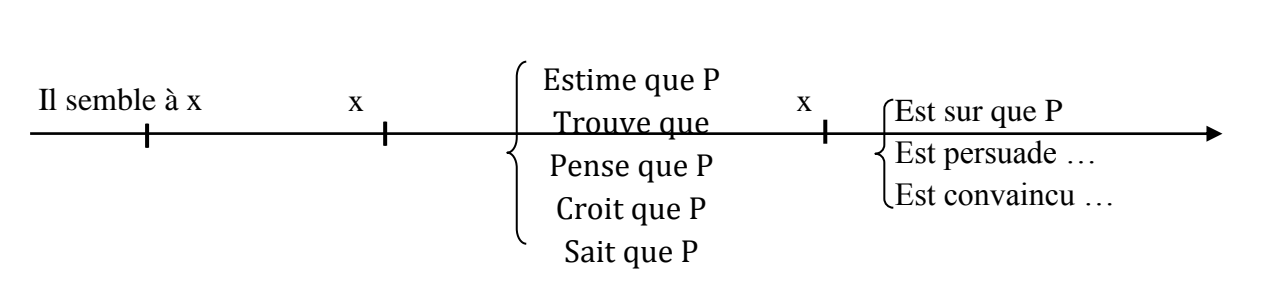 Il semble à x
x
Estime que P
Trouve que
Pense que P
Croit que P
Sait que P
x
Est sur que P
Est persuade …
Est convaincu …